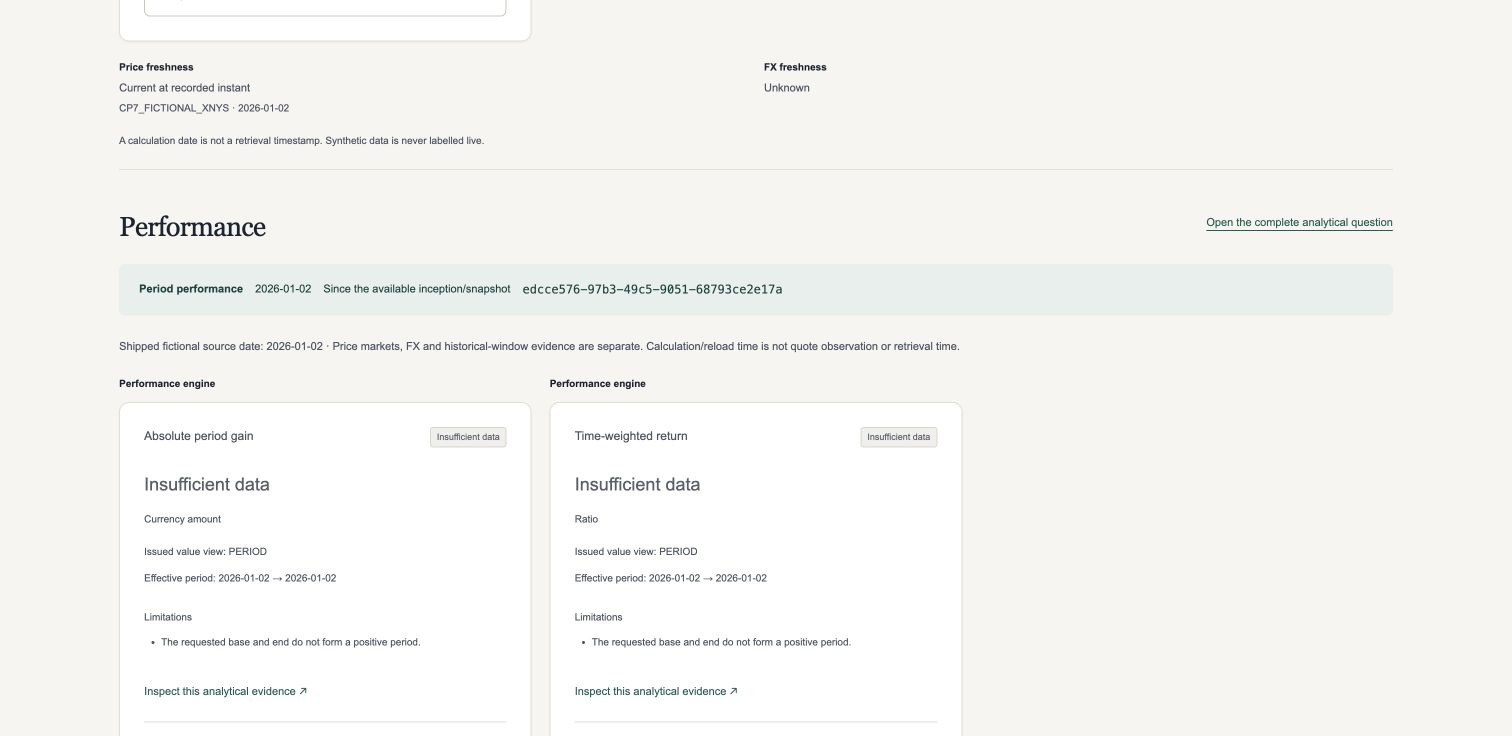 Price freshness
FX freshness
Current at recorded instant
Unknown
CP7_FICTIONAL_XNYS · 2026-01-02
A calculation date is not a retrieval timestamp. Synthetic data is never labelled live.
Performance
Open the complete analytical question
Period performance 2026-01-02 Since the available inception/snapshot edcce576-97b3-49c5-9051-68793ce2e17a
Shipped fictional source date: 2026-01-02 · Price markets, FX and historical-window evidence are separate. Calculation/reload time is not quote observation or retrieval time.
Performance engine
Absolute period gain
Insufficient data
Insufficient data
Currency amount
Issued value view: PERIOD
Effective period: 2026-01-02 → 2026-01-02
Limitations
• The requested base and end do not form a positive period.
Inspect this analytical evidence ↗
Performance engine
Time-weighted return
Insufficient data
Insufficient data
Ratio
Issued value view: PERIOD
Effective period: 2026-01-02 → 2026-01-02
Limitations
• The requested base and end do not form a positive period.
Inspect this analytical evidence ↗